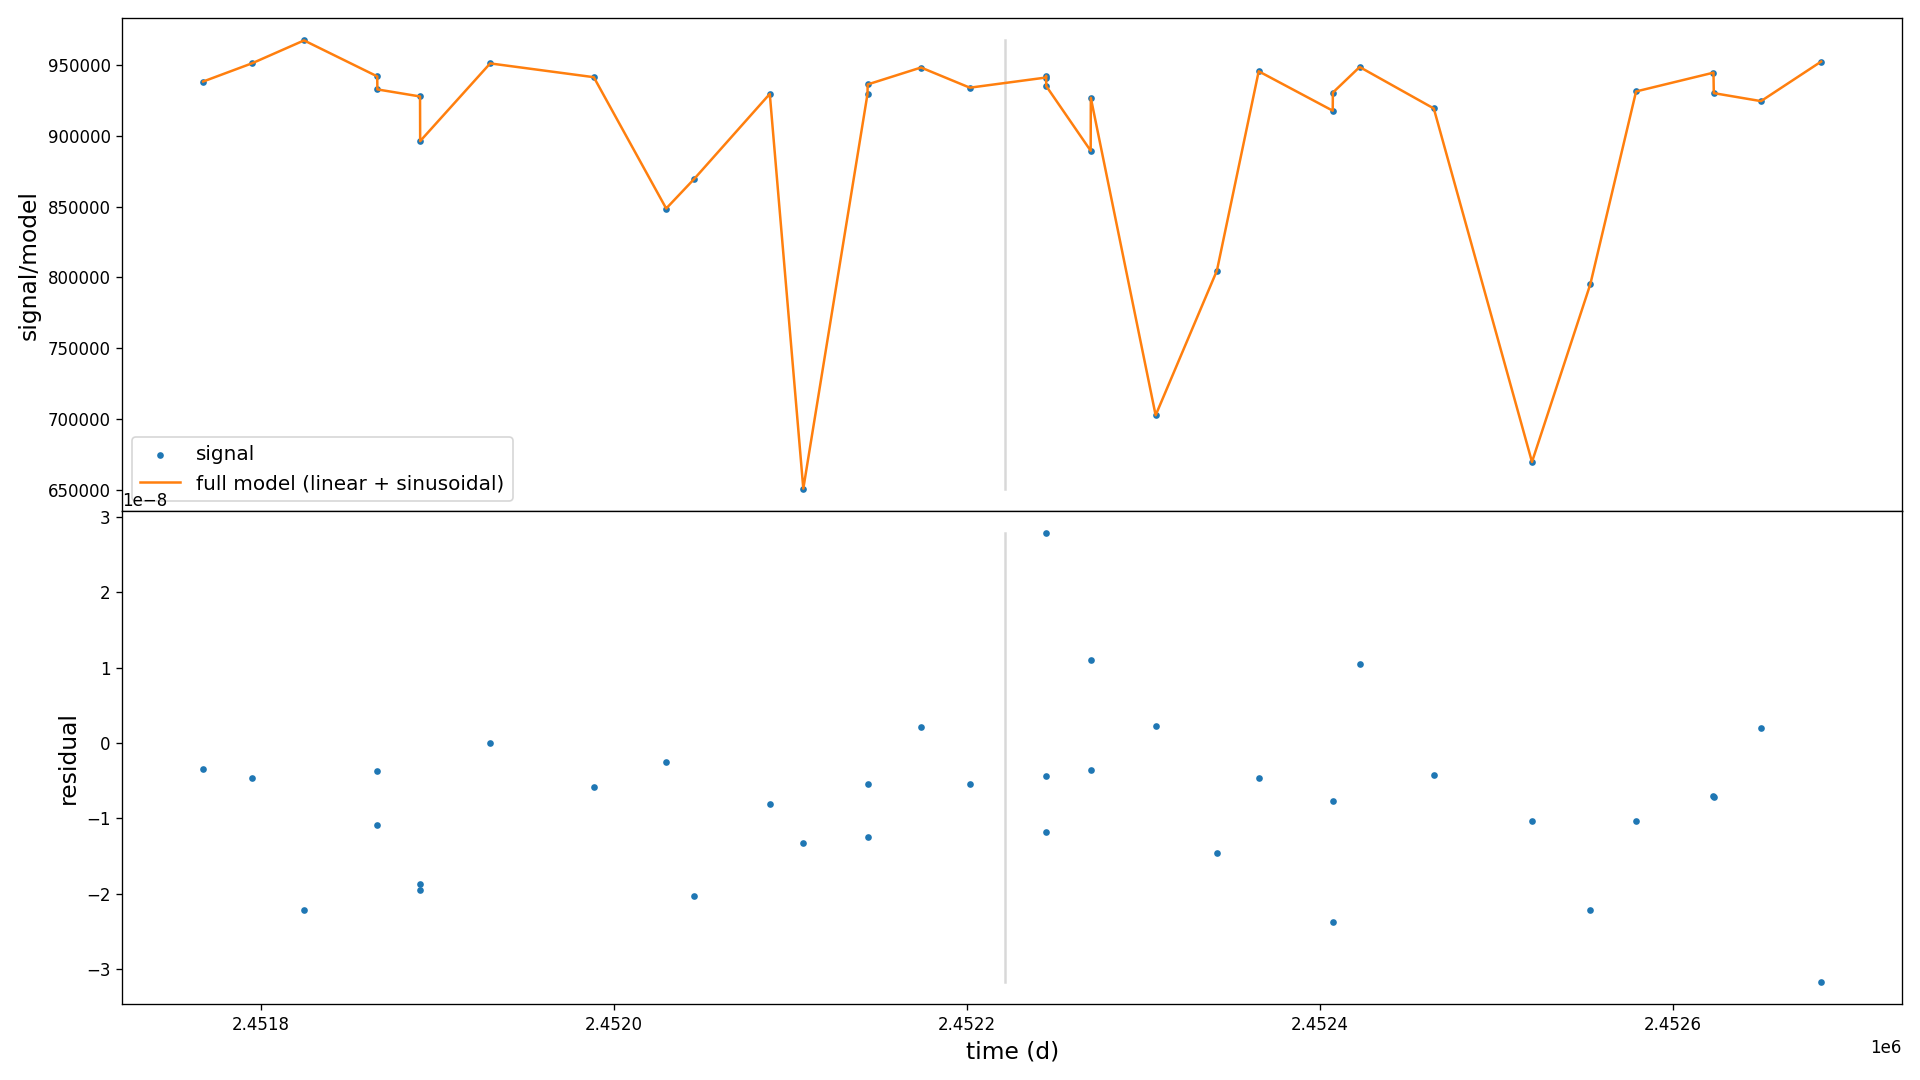 950000
900000
850000
800000
750000
700000
650000
signal/model
signal
full model (linear + sinusoidal)
1e−8
3
2
1
0
−1
−2
−3
residual
2.4518
2.4520
2.4522
2.4524
2.4526
time (d)
1e6